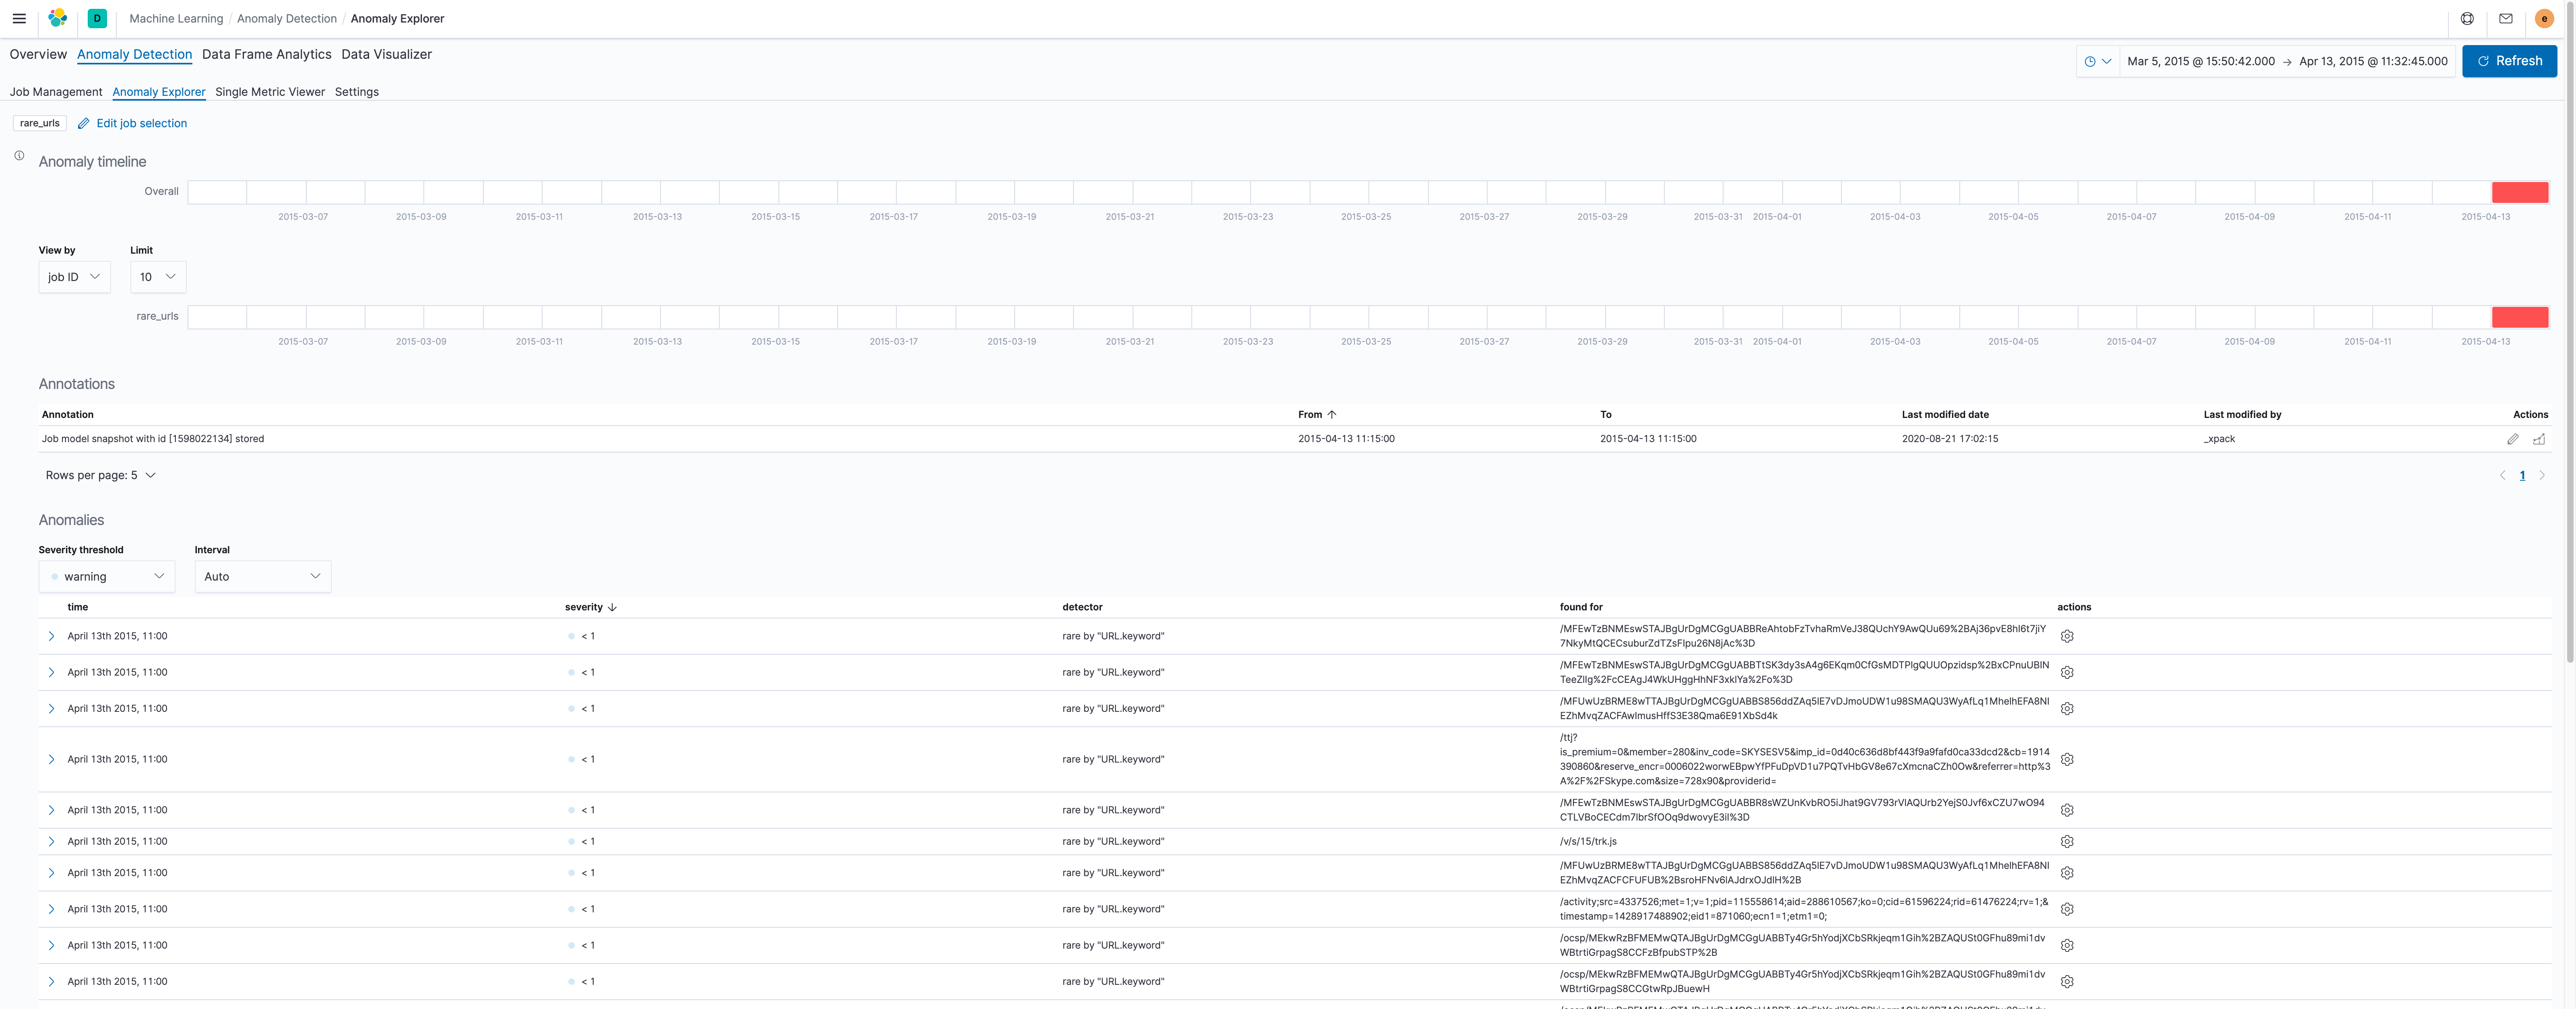 D Machine Learning / Anomaly Detection / Anomaly Explorer e
Overview Anomaly Detection Data Frame Analytics Data Visualizer
Mar 5, 2015 @ 15:50:42.000 → Apr 13, 2015 @ 11:32:45.000 Refresh
Job Management Anomaly Explorer Single Metric Viewer Settings
rare_urls Edit job selection
Anomaly timeline
Overall
2015-03-07 2015-03-09 2015-03-11 2015-03-13 2015-03-15 2015-03-17 2015-03-19 2015-03-21 2015-03-23 2015-03-25 2015-03-27 2015-03-29 2015-03-31 2015-04-01 2015-04-03 2015-04-05 2015-04-07 2015-04-09 2015-04-11 2015-04-13
View by Limit
job ID 10
rare_urls
2015-03-07 2015-03-09 2015-03-11 2015-03-13 2015-03-15 2015-03-17 2015-03-19 2015-03-21 2015-03-23 2015-03-25 2015-03-27 2015-03-29 2015-03-31 2015-04-01 2015-04-03 2015-04-05 2015-04-07 2015-04-09 2015-04-11 2015-04-13
Annotations
Annotation From To Last modified date Last modified by Actions
Job model snapshot with id [1598022134] stored 2015-04-13 11:15:00 2015-04-13 11:15:00 2020-08-21 17:02:15 _xpack
Rows per page: 5 1
Anomalies
Severity threshold Interval
warning Auto
time severity detector found for actions
April 13th 2015, 11:00 < 1 rare by "URL.keyword" /MFEwTzBNMEswSTAJBgUrDgMCGgUABBReAhtobFzTvhaRmVeJ38QUchY9AwQUu69%2BAj36pvE8hI6t7jiY
7NkyMtQCECsuburZdTZsFIpu26N8jAc%3D
April 13th 2015, 11:00 < 1 rare by "URL.keyword" /MFEwTzBNMEswSTAJBgUrDgMCGgUABBTtSK3dy3sA4g6EKqm0CfGsMDTPlgQUUOpzidsp%2BxCPnuUBIN
TeeZlIg%2FcCEAgJ4WkUHggHhNF3xklYa%2Fo%3D
April 13th 2015, 11:00 < 1 rare by "URL.keyword" /MFUwUzBRME8wTTAJBgUrDgMCGgUABBS856ddZAq5lE7vDJmoUDW1u98SMAQU3WyAfLq1MhelhEFA8NI
EZhMvqZACFAwImusHffS3E38Qma6E91XbSd4k
April 13th 2015, 11:00 < 1 rare by "URL.keyword" /ttj?
is_premium=0&member=280&inv_code=SKYSESV5&imp_id=0d40c636d8bf443f9a9fafd0ca33dcd2&cb=1914
390860&reserve_encr=0006022worwEBpwYfPFuDpVD1u7PQTvHbGV8e67cXmcnaCZh0Ow&referrer=http%3
A%2F%2FSkype.com&size=728x90&providerid=
April 13th 2015, 11:00 < 1 rare by "URL.keyword" /MFEwTzBNMEswSTAJBgUrDgMCGgUABBR8sWZUnKvbRO5iJhat9GV793rVlAQUrb2YejS0Jvf6xCZU7wO94
CTLVBoCECdm7lbrSfOOq9dwovyE3iI%3D
April 13th 2015, 11:00 < 1 rare by "URL.keyword" /v/s/15/trk.js
April 13th 2015, 11:00 < 1 rare by "URL.keyword" /MFUwUzBRME8wTTAJBgUrDgMCGgUABBS856ddZAq5lE7vDJmoUDW1u98SMAQU3WyAfLq1MhelhEFA8NI
EZhMvqZACFCFUFUB%2BsroHFNv6lAJdrxOJdlH%2B
April 13th 2015, 11:00 < 1 rare by "URL.keyword" /activity;src=4337526;met=1;v=1;pid=115558614;aid=288610567;ko=0;cid=61596224;rid=61476224;rv=1;&
timestamp=1428917488902;eid1=871060;ecn1=1;etm1=0;
April 13th 2015, 11:00 < 1 rare by "URL.keyword" /ocsp/MEkwRzBFMEMwQTAJBgUrDgMCGgUABBTy4Gr5hYodjXCbSRkjeqm1Gih%2BZAQUSt0GFhu89mi1dv
WBtrtiGrpagS8CCFzBfpubSTP%2B
April 13th 2015, 11:00 < 1 rare by "URL.keyword" /ocsp/MEkwRzBFMEMwQTAJBgUrDgMCGgUABBTy4Gr5hYodjXCbSRkjeqm1Gih%2BZAQUSt0GFhu89mi1dv
WBtrtiGrpagS8CCGtwRpJBuewH